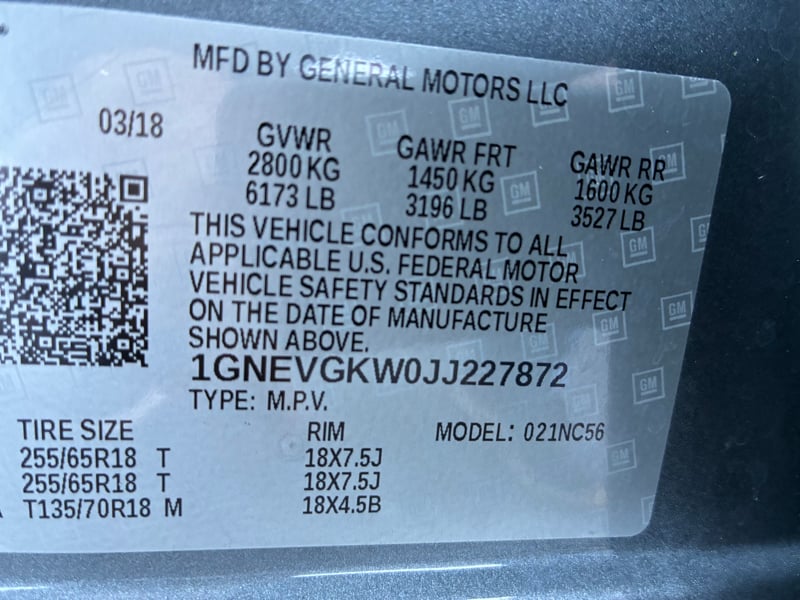 MFD BY GENERAL MOTORS LLC
03/18
GVWR GAWR FRT GAWR RR
2800 KG 1450 KG 1600 KG
6173 LB 3196 LB 3527 LB
THIS VEHICLE CONFORMS TO ALL
APPLICABLE U.S. FEDERAL MOTOR
VEHICLE SAFETY STANDARDS IN EFFECT
ON THE DATE OF MANUFACTURE
SHOWN ABOVE.
1GNEVGKW0JJ227872
TYPE: M.P.V.
TIRE SIZE RIM MODEL: 021NC56
255/65R18 T 18X7.5J
255/65R18 T 18X7.5J
T135/70R18 M 18X4.5B